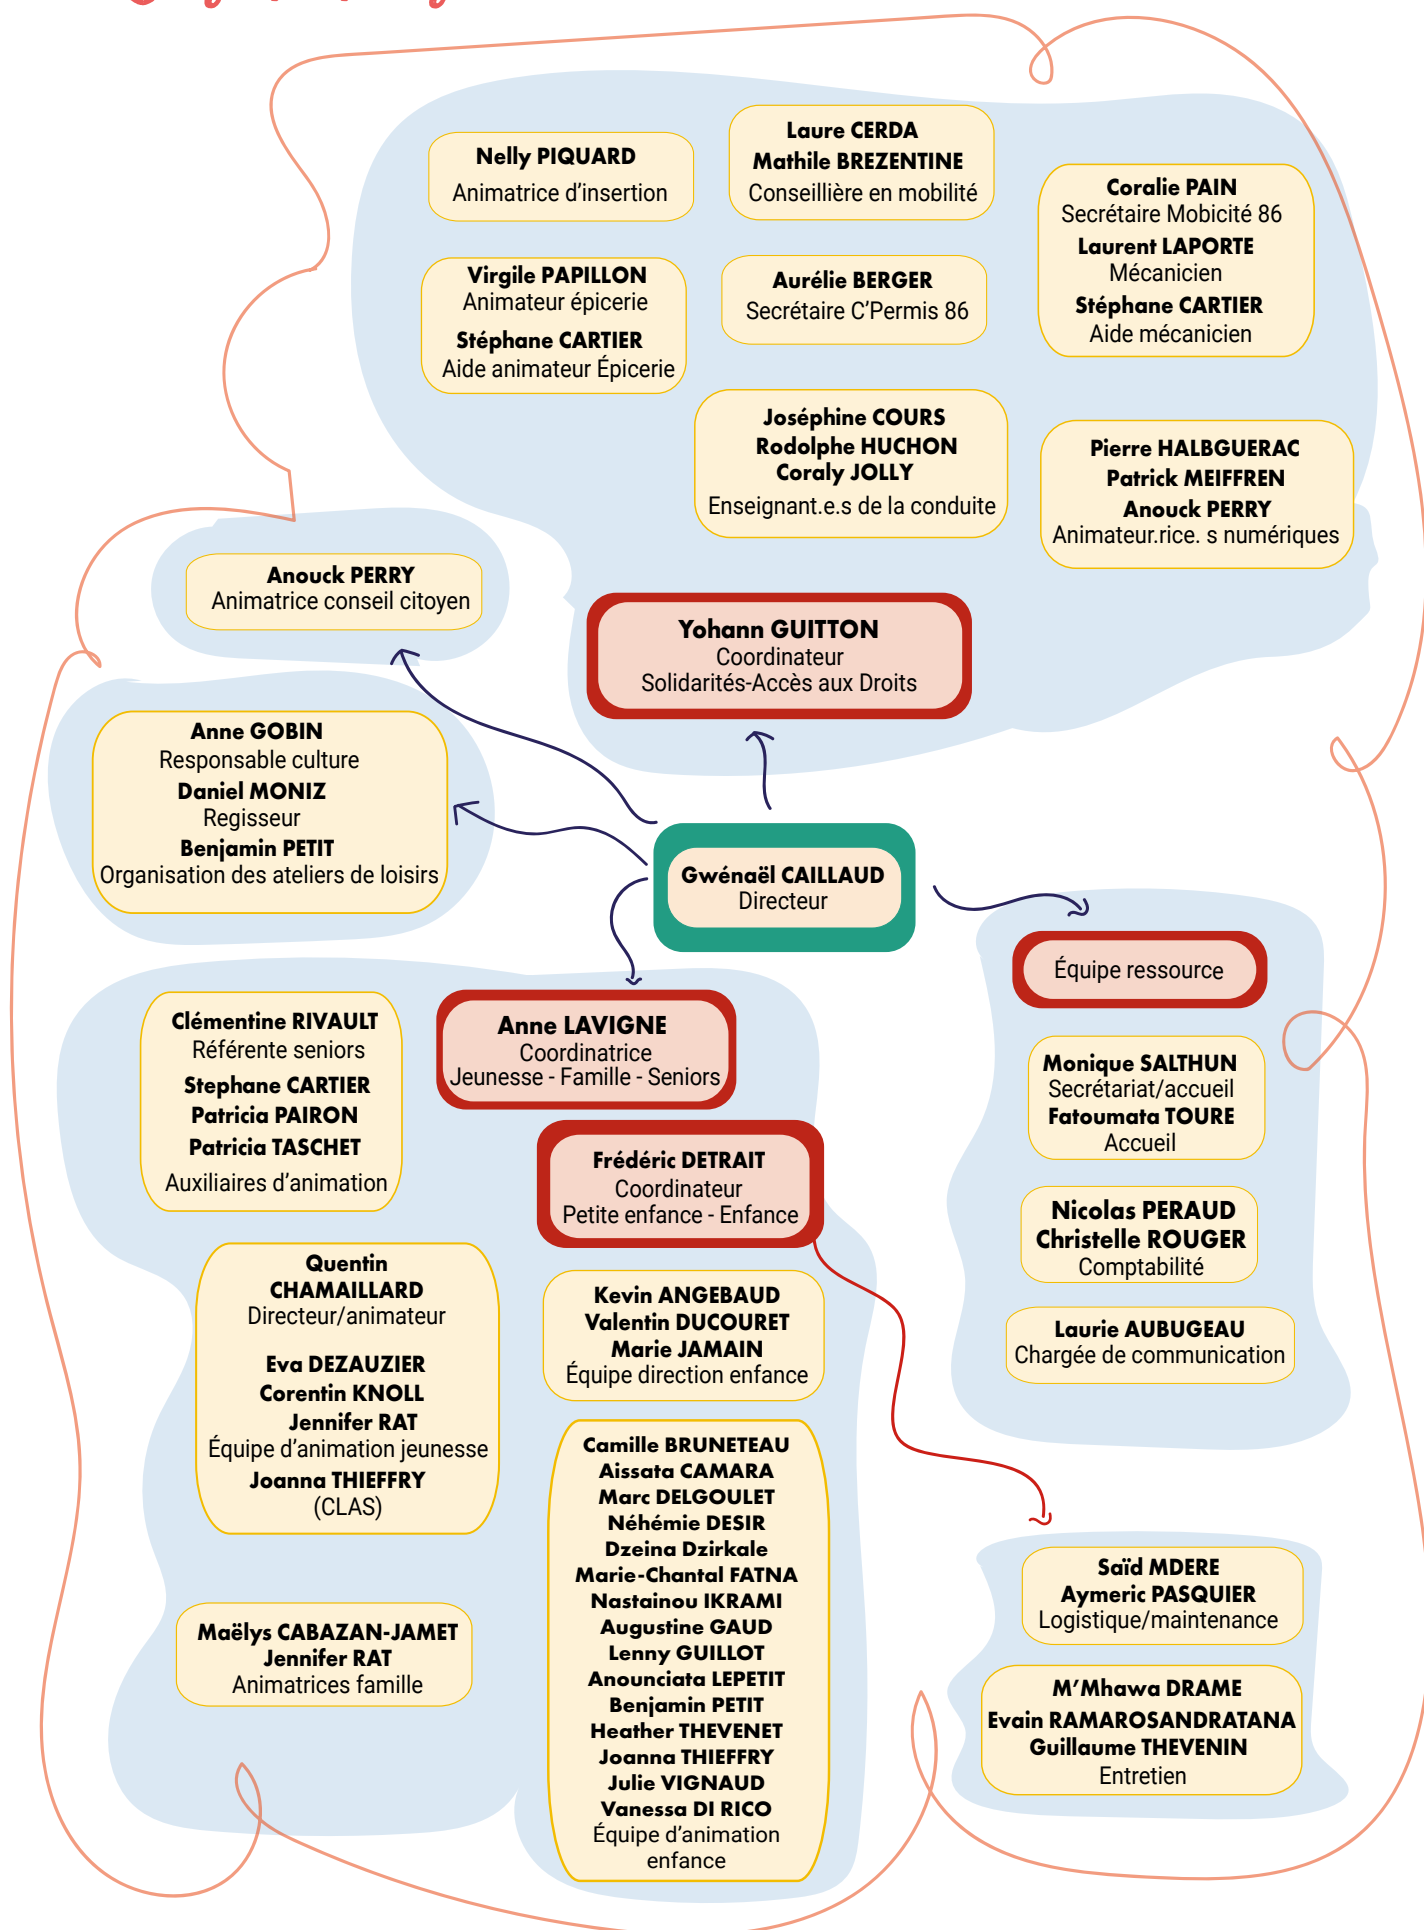 Nelly PIQUARD
Animatrice d'insertion
Laure CERDA
Mathile BREZENTINE
Conseillière en mobilité
Coralie PAIN
Secrétaire Mobicité 86
Laurent LAPORTE
Mécanicien
Stéphane CARTIER
Aide mécanicien
Virgile PAPILLON
Animateur épicerie
Stéphane CARTIER
Aide animateur Épicerie
Aurélie BERGER
Secrétaire C'Permis 86
Joséphine COURS
Rodolphe HUCHON
Coraly JOLLY
Enseignant.e.s de la conduite
Pierre HALBGUERAC
Patrick MEIFFREN
Anouck PERRY
Animateur.rice. s numériques
Anouck PERRY
Animatrice conseil citoyen
Yohann GUITTON
Coordinateur
Solidarités-Accès aux Droits
Anne GOBIN
Responsable culture
Daniel MONIZ
Regisseur
Benjamin PETIT
Organisation des ateliers de loisirs
Gwénaël CAILLAUD
Directeur
Équipe ressource
Monique SALTHUN
Secrétariat/accueil
Fatoumata TOURE
Accueil
Nicolas PERAUD
Christelle ROUGER
Comptabilité
Laurie AUBUGEAU
Chargée de communication
Clémentine RIVAULT
Référente seniors
Stephane CARTIER
Patricia PAIRON
Patricia TASCHET
Auxiliaires d'animation
Anne LAVIGNE
Coordinatrice
Jeunesse - Famille - Seniors
Frédéric DETRAIT
Coordinateur
Petite enfance - Enfance
Quentin
CHAMAILLARD
Directeur/animateur
Eva DEZAUZIER
Corentin KNOLL
Jennifer RAT
Équipe d'animation jeunesse
Joanna THIEFFRY
(CLAS)
Kevin ANGEBAUD
Valentin DUCOURET
Marie JAMAIN
Équipe direction enfance
Camille BRUNETEAU
Aissata CAMARA
Marc DELGOULET
Néhémie DESIR
Dzeina Dzirkale
Marie-Chantal FATNA
Nastainou IKRAMI
Augustine GAUD
Lenny GUILLOT
Anounciata LEPETIT
Benjamin PETIT
Heather THEVENET
Joanna THIEFFRY
Julie VIGNAUD
Vanessa DI RICO
Équipe d'animation
enfance
Maëlys CABAZAN-JAMET
Jennifer RAT
Animatrices famille
Saïd MDERE
Aymeric PASQUIER
Logistique/maintenance
M'Mhawa DRAME
Evain RAMAROSANDRATANA
Guillaume THEVENIN
Entretien